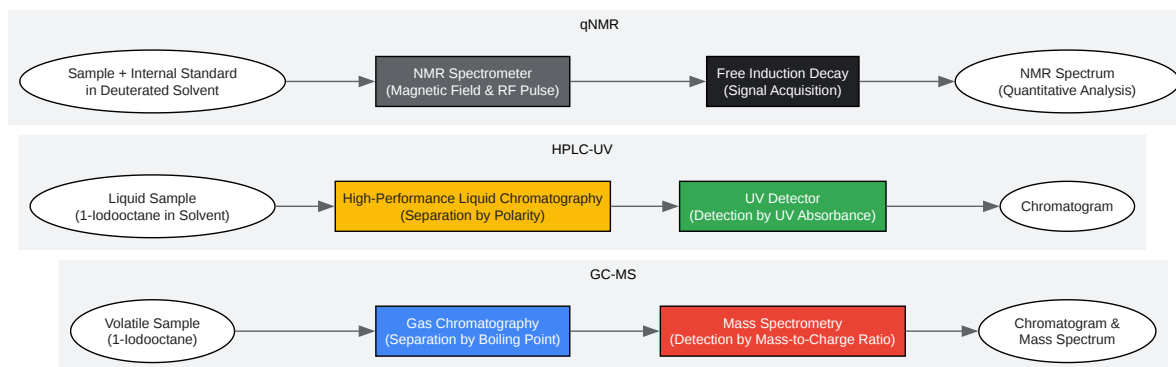 qNMR
Sample + Internal Standard
in Deuterated Solvent
NMR Spectrometer
(Magnetic Field & RF Pulse)
Free Induction Decay
(Signal Acquisition)
NMR Spectrum
(Quantitative Analysis)
HPLC-UV
Liquid Sample
(1-Iodooctane in Solvent)
High-Performance Liquid Chromatography
(Separation by Polarity)
UV Detector
(Detection by UV Absorbance)
Chromatogram
GC-MS
Volatile Sample
(1-Iodooctane)
Gas Chromatography
(Separation by Boiling Point)
Mass Spectrometry
(Detection by Mass-to-Charge Ratio)
Chromatogram &
Mass Spectrum